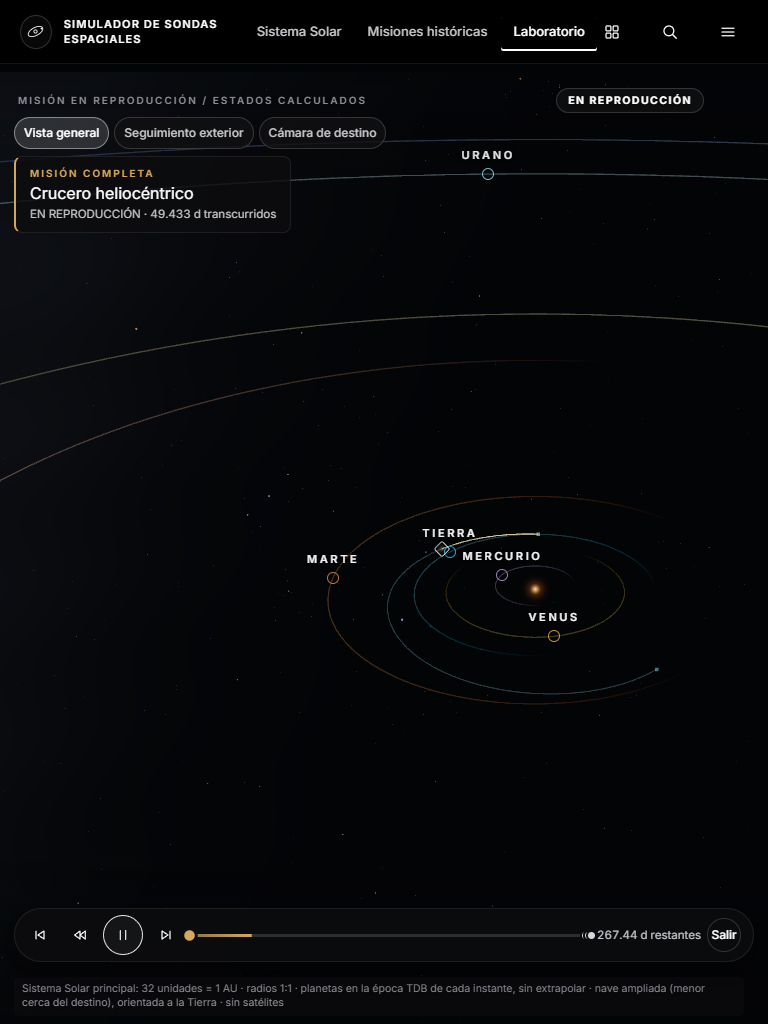 SIMULADOR DE SONDAS
ESPACIALES
Sistema Solar
Misiones históricas
Laboratorio
MISIÓN EN REPRODUCCIÓN / ESTADOS CALCULADOS
EN REPRODUCCIÓN
Vista general
Seguimiento exterior
Cámara de destino
MISIÓN COMPLETA
Crucero heliocéntrico
EN REPRODUCCIÓN · 49.433 d transcurridos
URANO
TIERRA
MERCURIO
MARTE
VENUS
267.44 d restantes
Salir
Sistema Solar principal: 32 unidades = 1 AU · radios 1:1 · planetas en la época TDB de cada instante, sin extrapolar · nave ampliada (menor
cerca del destino), orientada a la Tierra · sin satélites